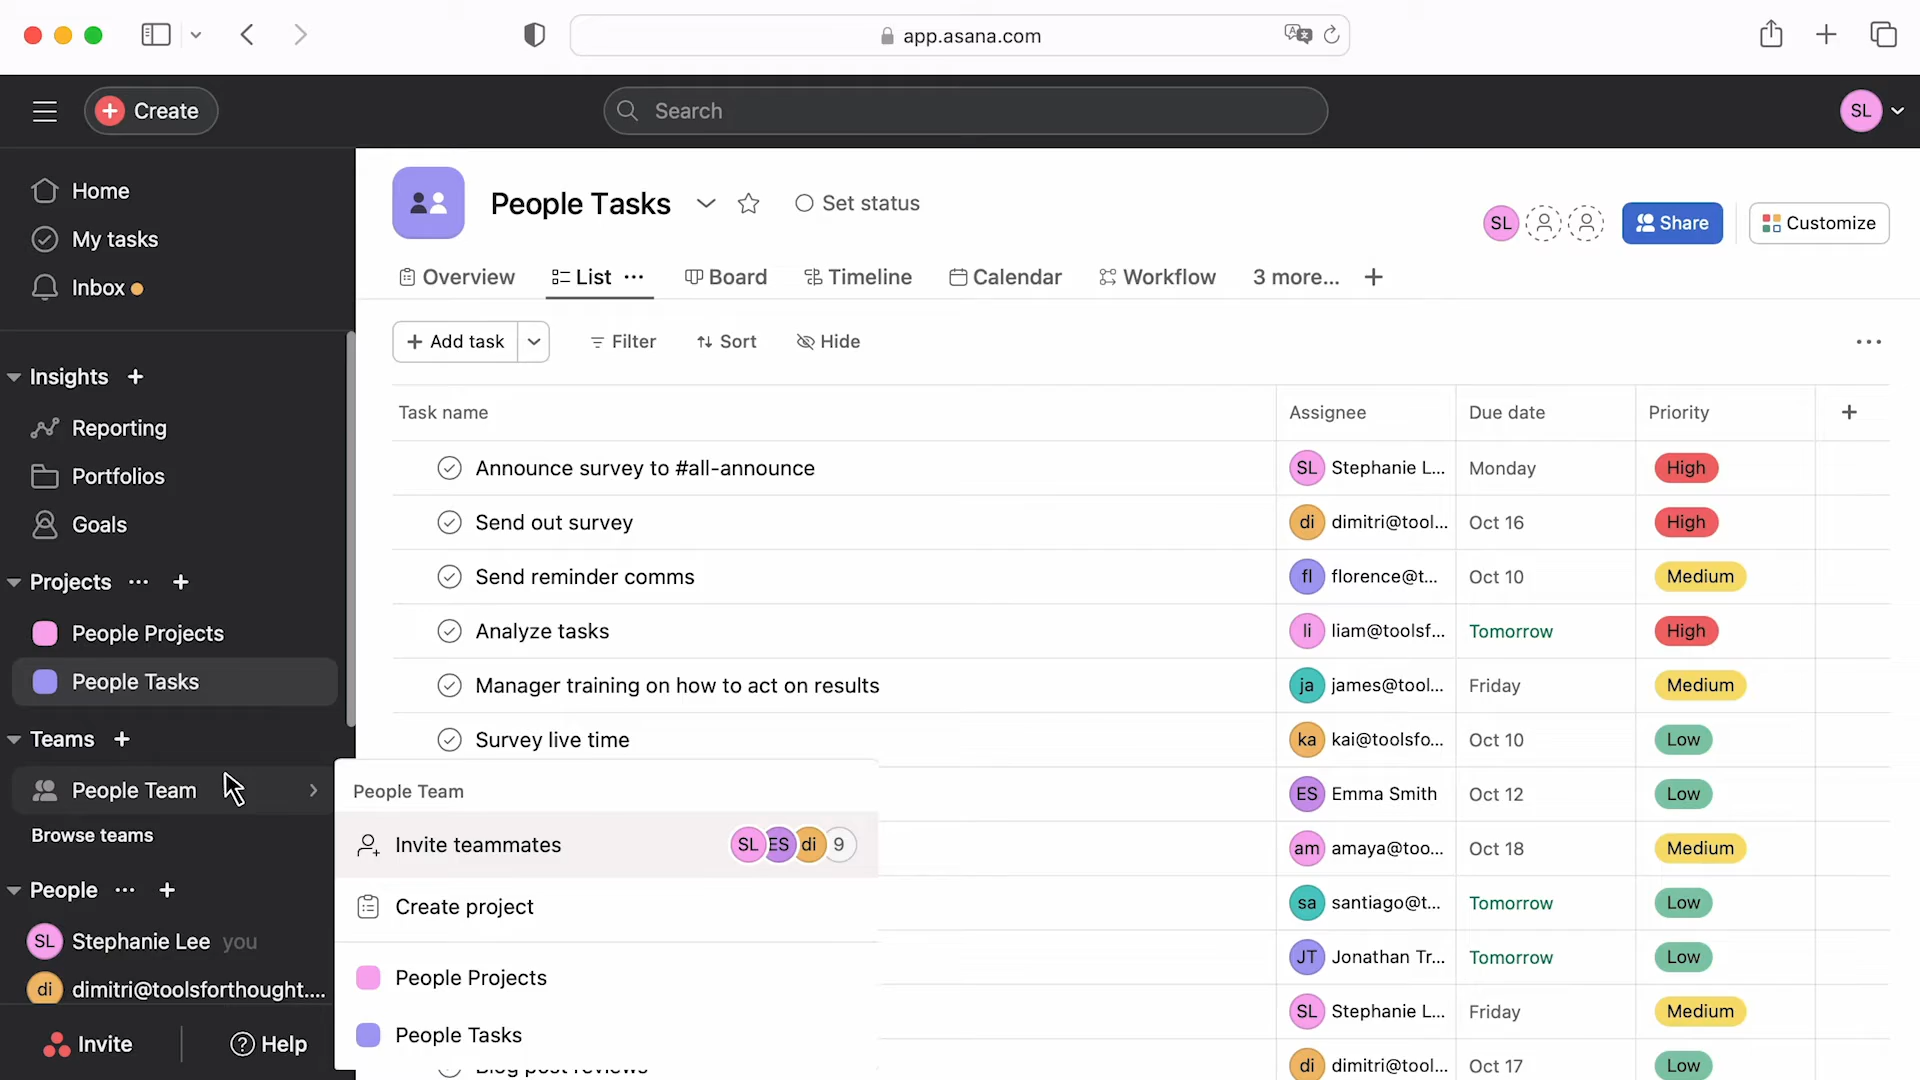 app.asana.com
Create
Search
SL
Home
My tasks
Inbox
Insights
Reporting
Portfolios
Goals
Projects
People Projects
People Tasks
Teams
People Team
Browse teams
People
SL Stephanie Lee you
di dimitri@toolsforthought....
Invite
Help
People Tasks
Set status
SL
Share
Customize
Overview
List
Board
Timeline
Calendar
Workflow
3 more...
Add task
Filter
Sort
Hide
Task name Assignee Due date Priority
Announce survey to #all-announce SL Stephanie L... Monday High
Send out survey di dimitri@tool... Oct 16 High
Send reminder comms fl florence@t... Oct 10 Medium
Analyze tasks li liam@toolsf... Tomorrow High
Manager training on how to act on results ja james@tool... Friday Medium
Survey live time ka kai@toolsfo... Oct 10 Low
ES Emma Smith Oct 12 Low
am amaya@too... Oct 18 Medium
sa santiago@t... Tomorrow Low
JT Jonathan Tr... Tomorrow Low
SL Stephanie L... Friday Medium
di dimitri@tool... Oct 17 Low
People Team
Invite teammates SL ES di 9
Create project
People Projects
People Tasks